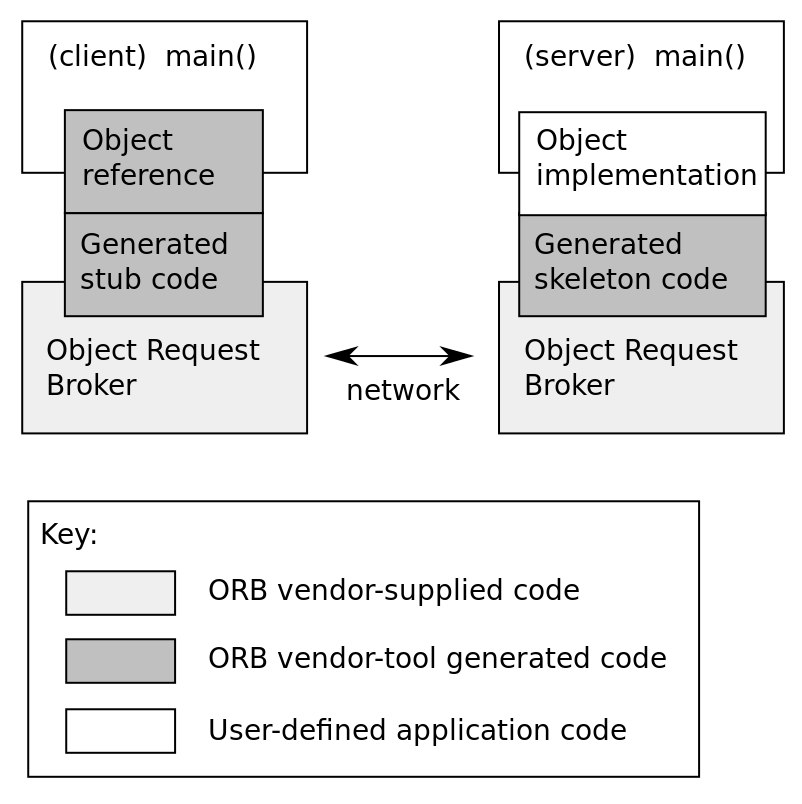 (client)  main()
Object
reference
Generated
stub code
Object Request
Broker
network
(server)  main()
Object
implementation
Generated
skeleton code
Object Request
Broker
Key:
ORB vendor-supplied code
ORB vendor-tool generated code
User-defined application code